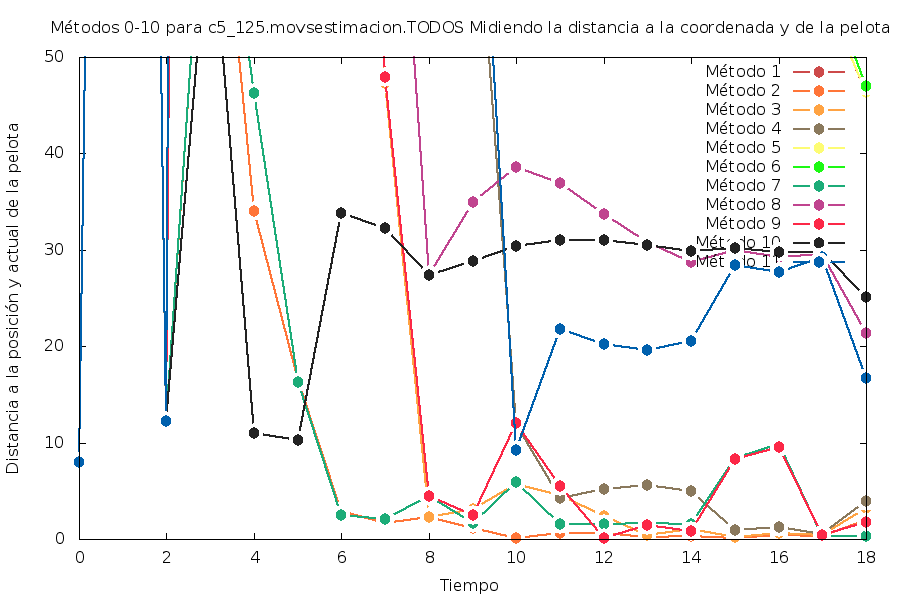 Métodos 0-10 para c5_125.movsestimacion.TODOS Midiendo la distancia a la coordenada y de la pelota
Distancia a la posición y actual de la pelota
50
40
30
20
10
0
Método 1
Método 2
Método 3
Método 4
Método 5
Método 6
Método 7
Método 8
Método 9
Método 10
0 2 4 6 8 10 12 14 16 18
Tiempo